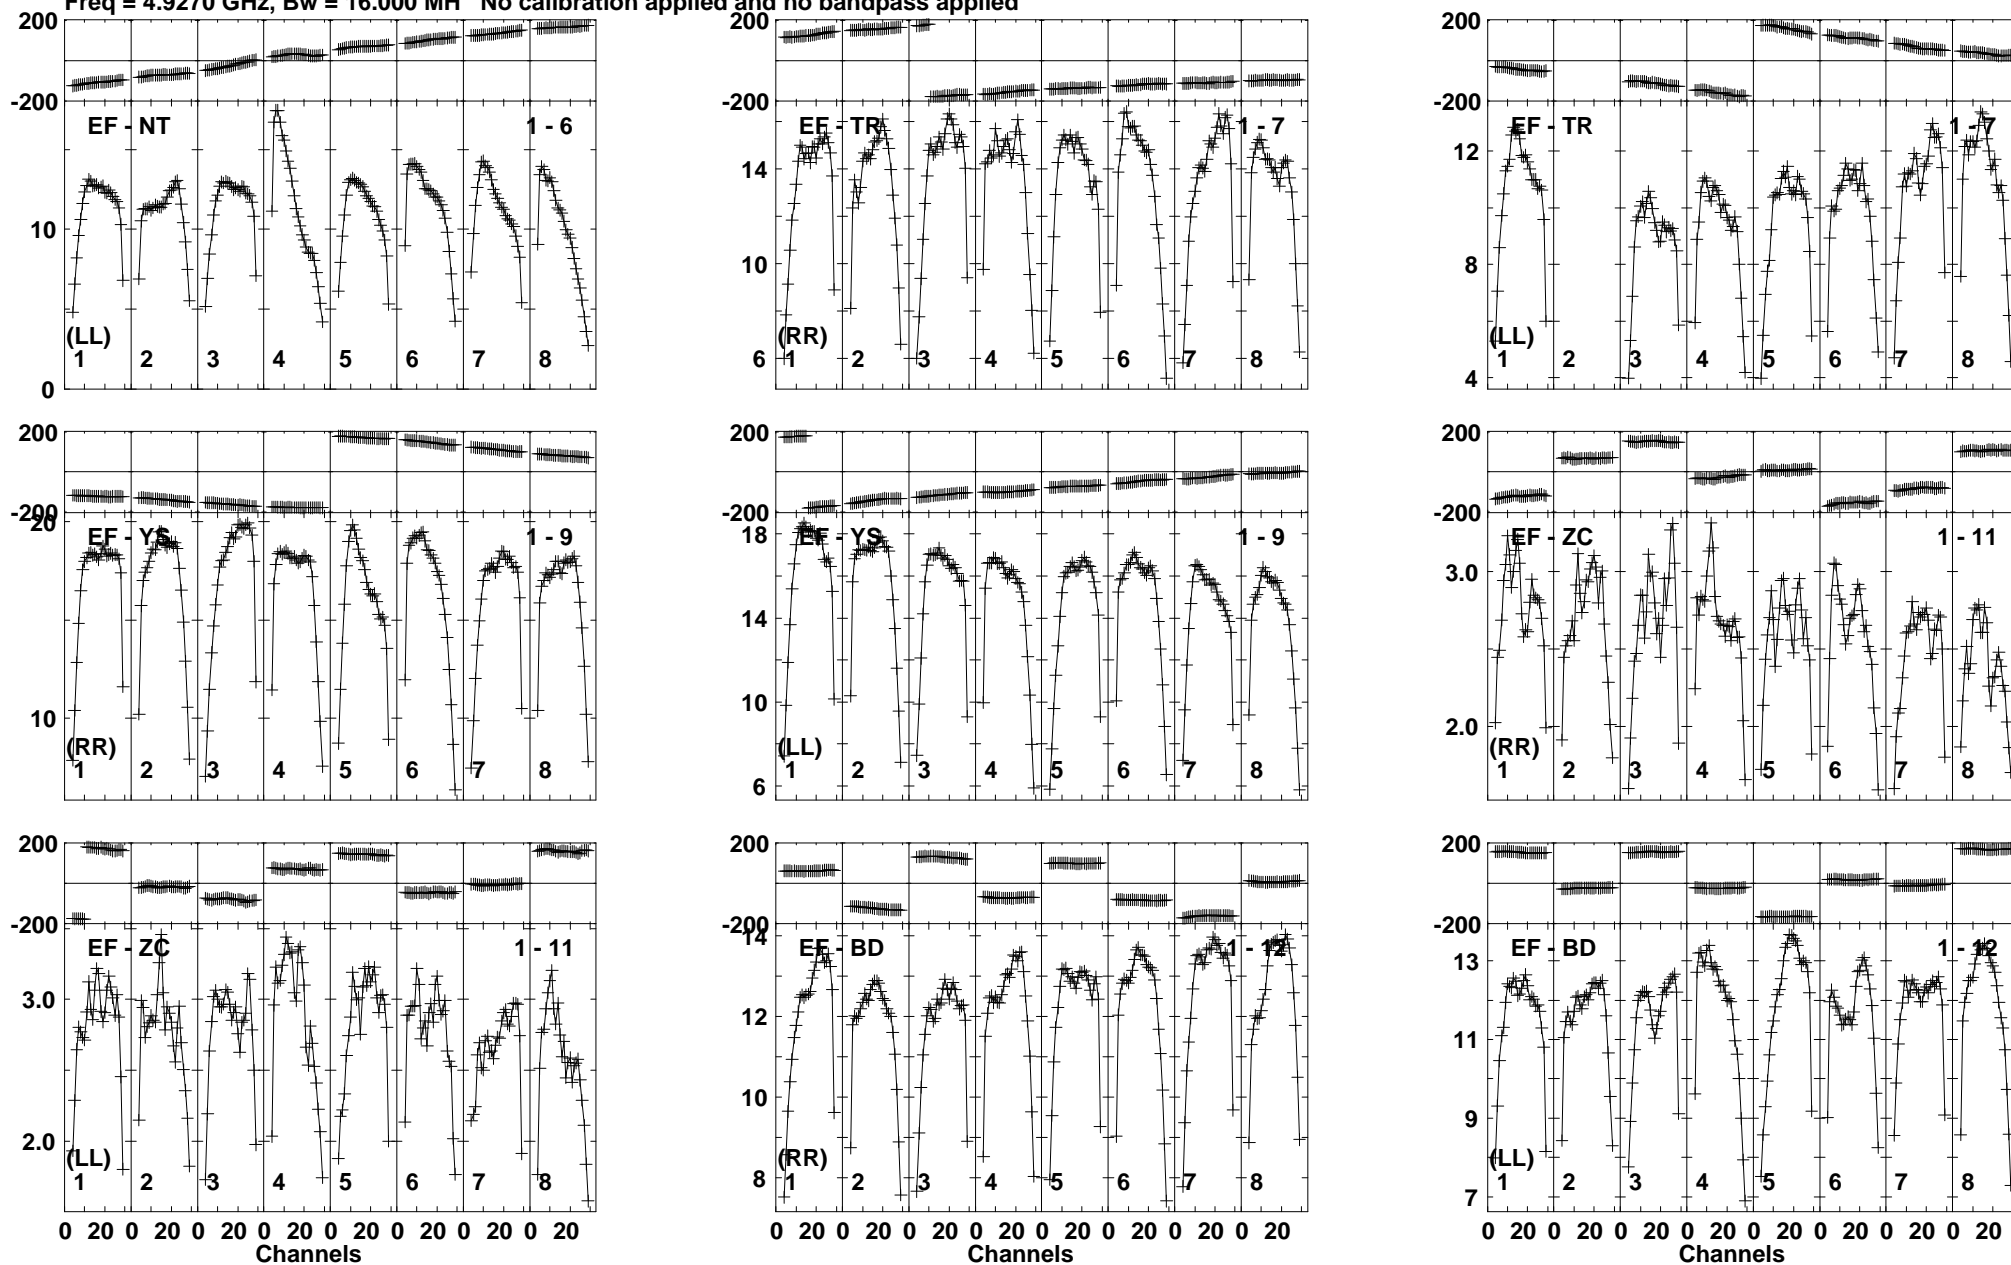 Freq = 4.9270 GHz, Bw = 16.000 MH No calibration applied and no bandpass applied
200 200 200
-200 -200 -200
EF - NT 1 - 6 EF - TR 1 - 7 EF - TR 1 - 7
14 12
10 10 8
(LL) (RR) (LL)
1 2 3 4 5 6 7 8 1 2 3 4 5 6 7 8 1 2 3 4 5 6 7 8
0 6 4
200 200 200
-200 -200 -200
20 18
EF - YS 1 - 9 EF - YS 1 - 9 EF - ZC 1 - 11
3.0
14
10 10 2.0
(RR) (LL) (RR)
1 2 3 4 5 6 7 8 1 2 3 4 5 6 7 8 1 2 3 4 5 6 7 8
6
200 200 200
-200 -200 -200
14
EF - ZC 1 - 11 EF - BD 1 - 12 EF - BD 1 - 12
13
3.0 12
11
10 9
2.0
(LL) (RR) (LL)
1 2 3 4 5 6 7 8 1 2 3 4 5 6 7 8 1 2 3 4 5 6 7 8
8 7
0 20 0 20 0 20 0 20 0 20 0 20 0 20 0 20 0 20 0 20 0 20 0 20 0 20 0 20 0 20 0 20 0 20 0 20 0 20 0 20 0 20 0 20 0 20 0 20
Channels Channels Channels